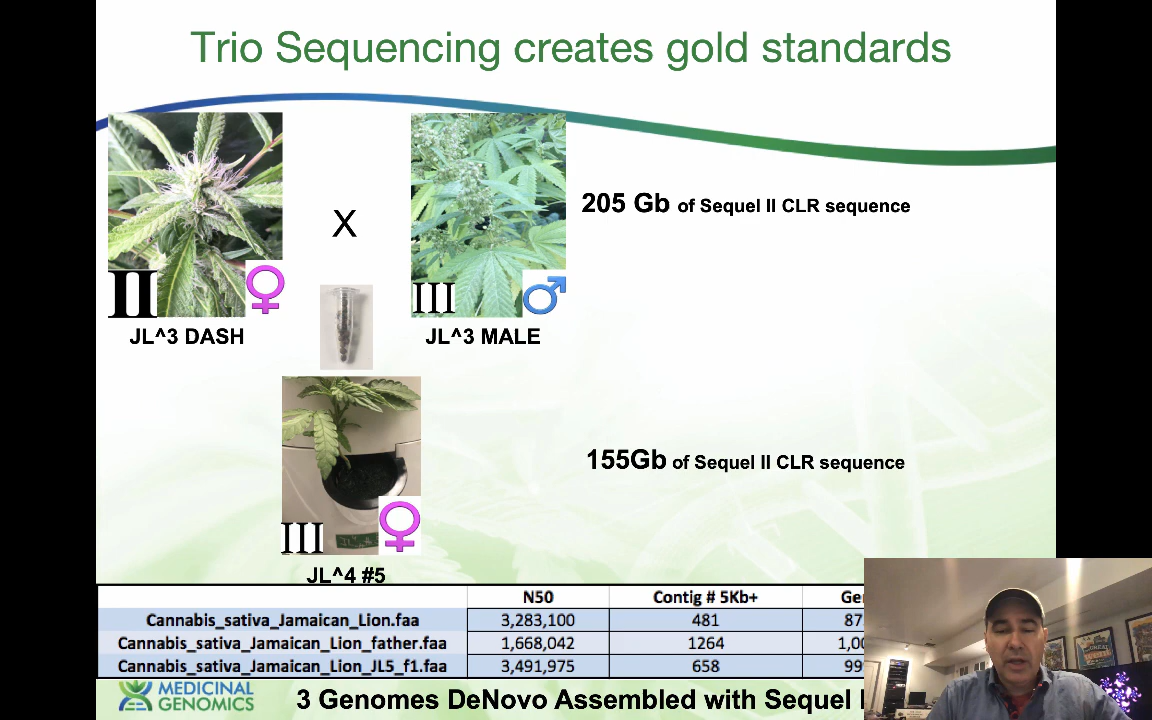 Trio Sequencing creates gold standards
205 Gb of Sequel II CLR sequence
X
II
III
JL^3 DASH
JL^3 MALE
155Gb of Sequel II CLR sequence
III
JL^4 #5
N50 Contig # 5Kb+
Cannabis_sativa_Jamaican_Lion.faa 3,283,100 481
Cannabis_sativa_Jamaican_Lion_father.faa 1,668,042 1264
Cannabis_sativa_Jamaican_Lion_JL5_f1.faa 3,491,975 658
MEDICINAL
GENOMICS
3 Genomes DeNovo Assembled with Sequel